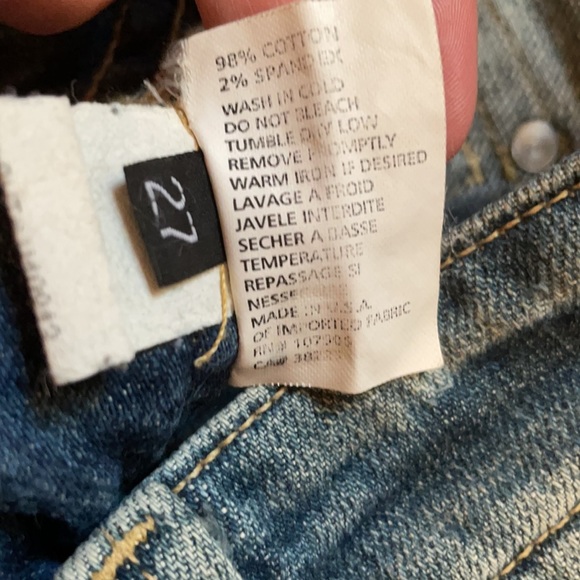 98% COTTON
2% SPANDEX
WASH IN COLD
DO NOT BLEACH
TUMBLE DRY LOW
REMOVE PROMPTLY
WARM IRON IF DESIRED
LAVAGE A FROID
JAVELE INTERDITE
SECHER A BASSE
TEMPERATURE
REPASSAGE SI
MADE IN U.S.A.
OF IMPORTED FABRIC
RN#
CA#
27